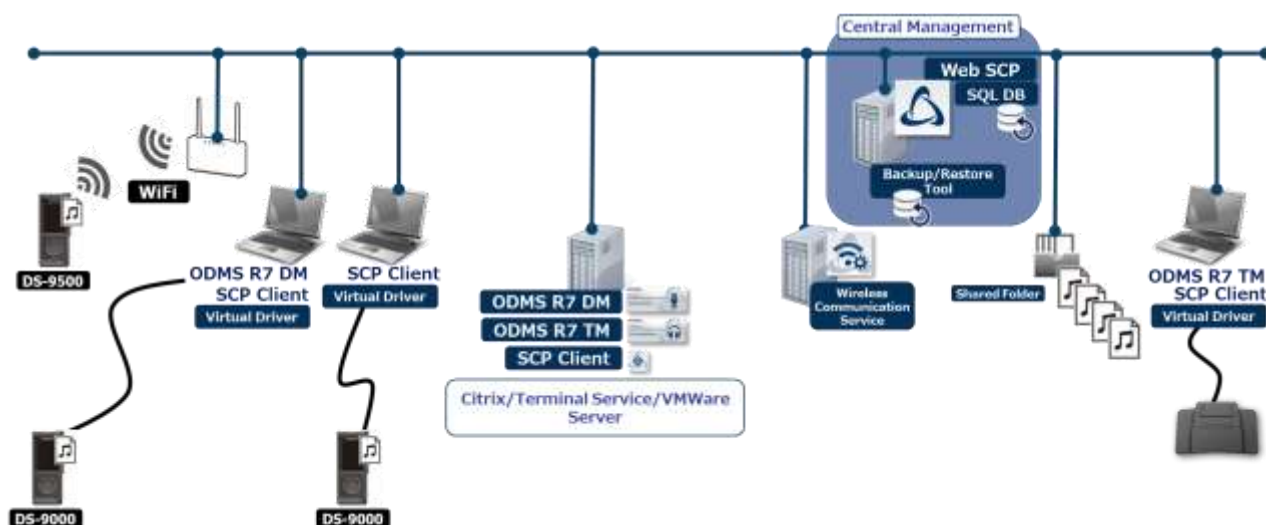 Central Management
Web SCP
SQL DB
Backup/Restore
Tool
WiFi
DS-9500
ODMS R7 DM
SCP Client
Virtual Driver
SCP Client
Virtual Driver
ODMS R7 DM
ODMS R7 TM
SCP Client
Citrix/Terminal Service/VMWare
Server
Wireless
Communication
Service
Shared Folder
ODMS R7 TM
SCP Client
Virtual Driver
DS-9000
DS-9000